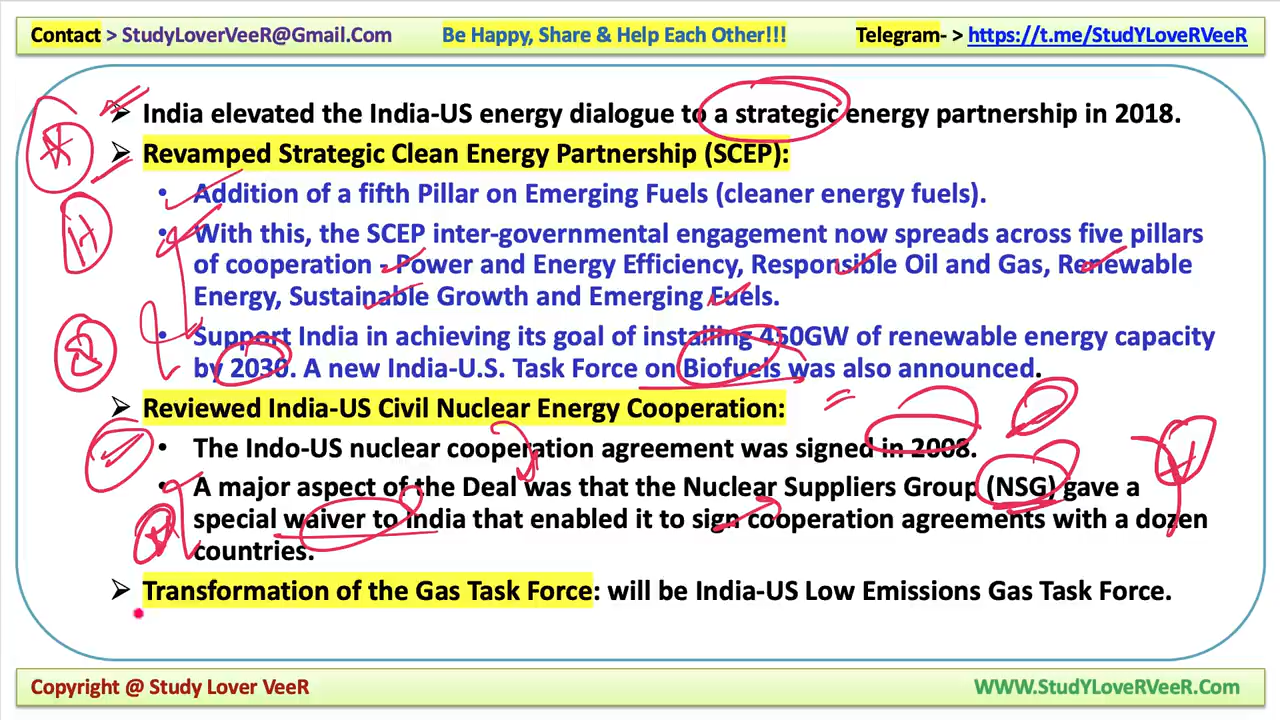 Contact > StudyLoverVeeR@Gmail.Com Be Happy, Share & Help Each Other!!! Telegram- > https://t.me/StudYLoveRVeeR
➢ India elevated the India-US energy dialogue to a strategic energy partnership in 2018.
➢ Revamped Strategic Clean Energy Partnership (SCEP):
• Addition of a fifth Pillar on Emerging Fuels (cleaner energy fuels).
• With this, the SCEP inter-governmental engagement now spreads across five pillars
of cooperation - Power and Energy Efficiency, Responsible Oil and Gas, Renewable
Energy, Sustainable Growth and Emerging Fuels.
• Support India in achieving its goal of installing 450GW of renewable energy capacity
by 2030. A new India-U.S. Task Force on Biofuels was also announced.
➢ Reviewed India-US Civil Nuclear Energy Cooperation:
• The Indo-US nuclear cooperation agreement was signed in 2008.
• A major aspect of the Deal was that the Nuclear Suppliers Group (NSG) gave a
special waiver to India that enabled it to sign cooperation agreements with a dozen
countries.
➢ Transformation of the Gas Task Force: will be India-US Low Emissions Gas Task Force.
Copyright @ Study Lover VeeR WWW.StudYLoveRVeeR.Com